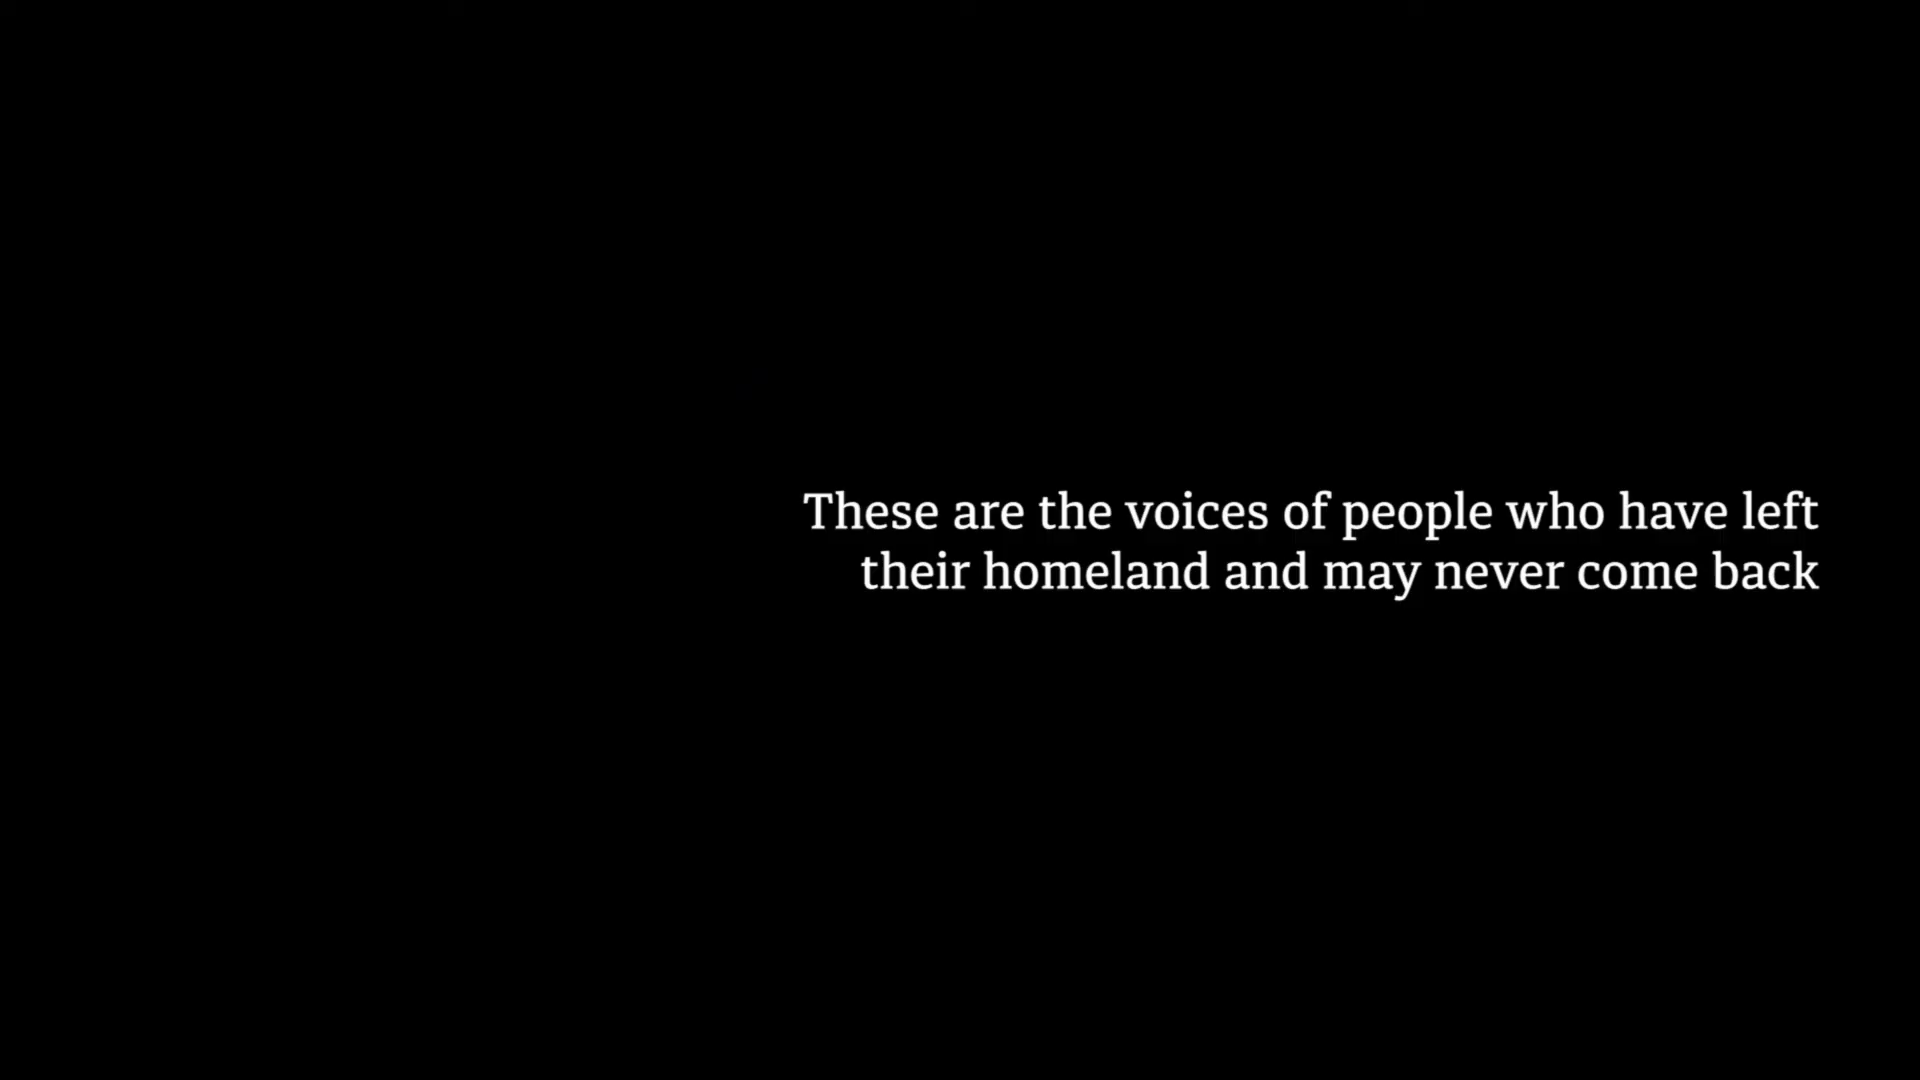 These are the voices of people who have left
their homeland and may never come back